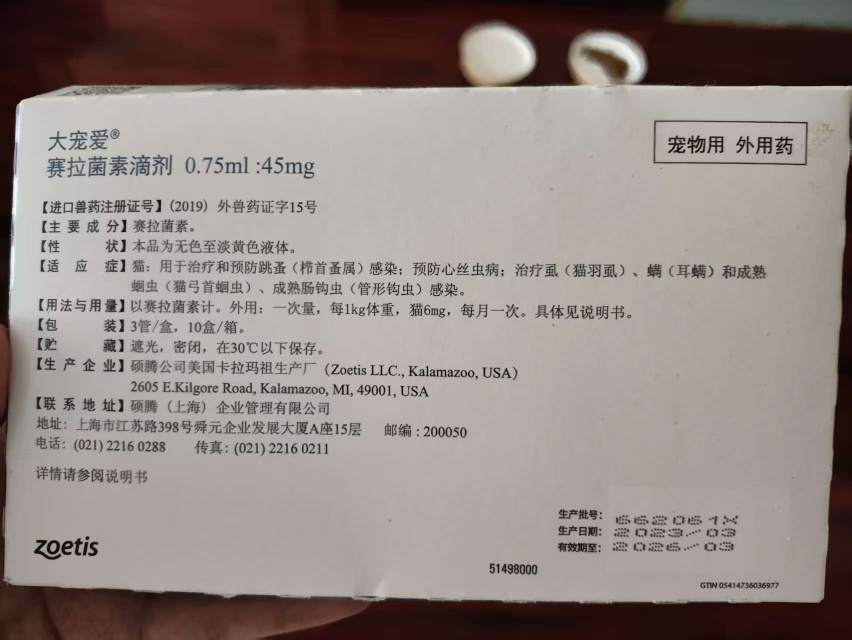 大宠爱®
赛拉菌素滴剂 0.75ml :45mg
宠物用 外用药
【进口兽药注册证号】(2019) 外兽药证字15号
【主 要 成 分】赛拉菌素。
【性 状】本品为无色至淡黄色液体。
【适 应 症】猫：用于治疗和预防跳蚤（栉首蚤属）感染；预防心丝虫病；治疗虱（猫羽虱）、螨（耳螨）和成熟
蛔虫（猫弓首蛔虫）、成熟肠钩虫（管形钩虫）感染。
【用法与用量】以赛拉菌素计。外用：一次量，每1kg体重，猫6mg，每月一次。具体见说明书。
【包 装】3管/盒，10盒/箱。
【贮 藏】遮光，密闭，在30℃以下保存。
【生 产 企 业】硕腾公司美国卡拉玛祖生产厂（Zoetis LLC., Kalamazoo, USA）
2605 E.Kilgore Road, Kalamazoo, MI, 49001, USA
【联 系 地 址】硕腾（上海）企业管理有限公司
地址：上海市江苏路398号舜元企业发展大厦A座15层 邮编 : 200050
电话：(021) 2216 0288 传真：(021) 2216 0211
详情请参阅说明书
生产批号： 662061X
生产日期： 2023/03
有效期至： 2026/03
zoetis
51498000
GTIN 05414736036977